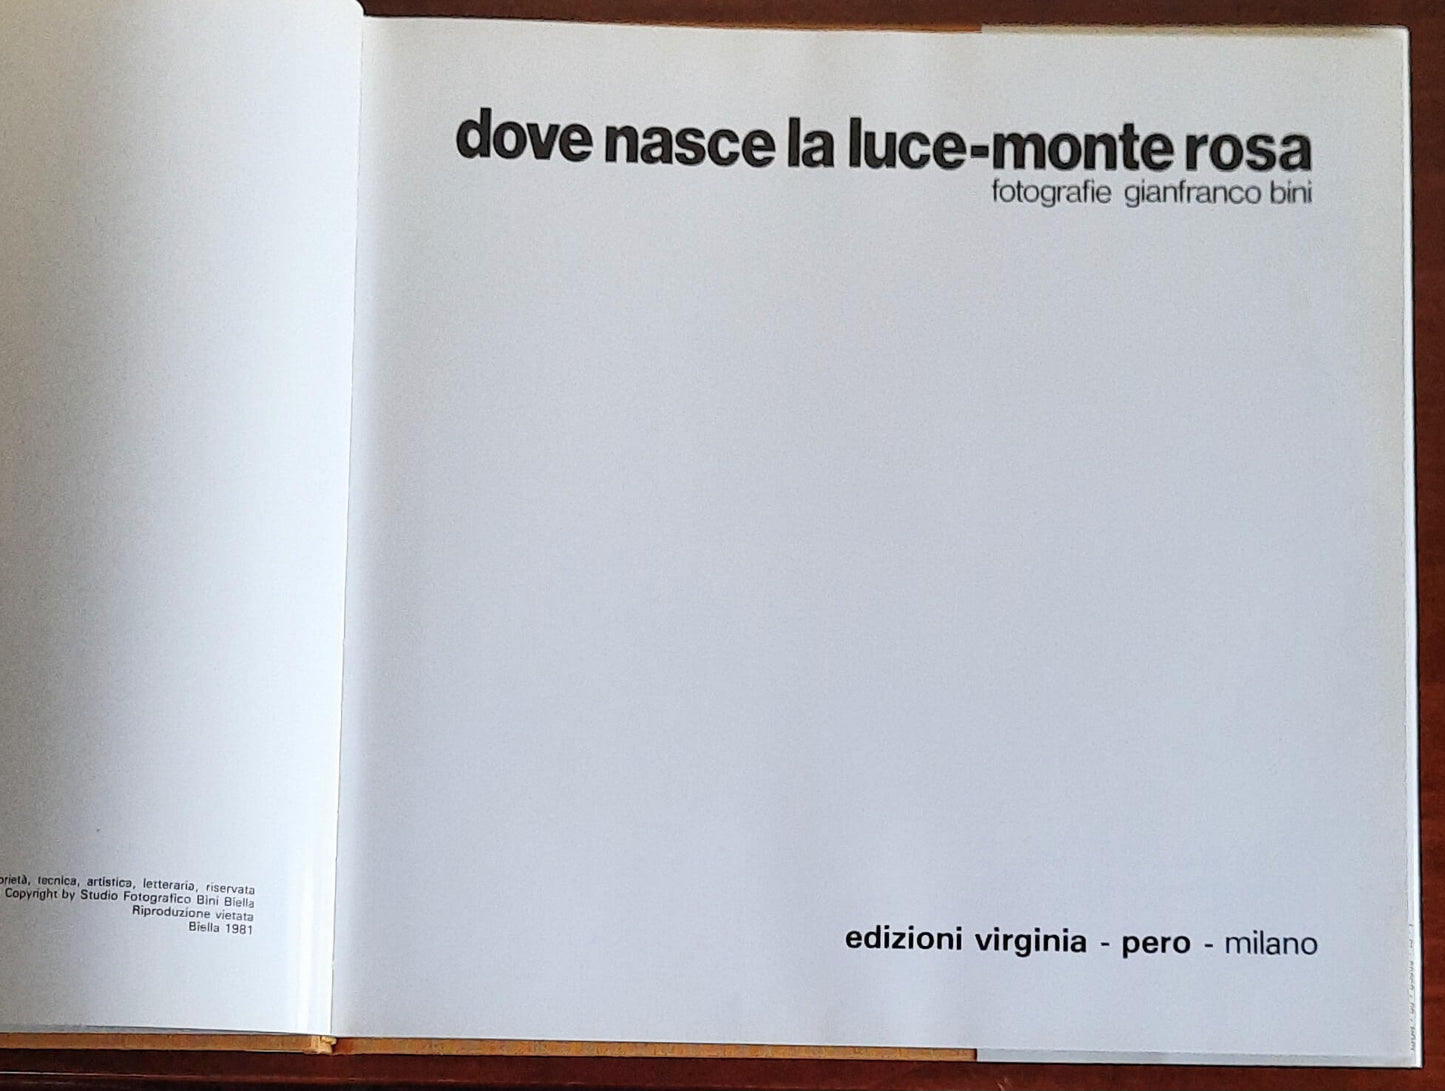 dove nasce la luce-monte rosa
fotografie gianfranco bini
tecnica, artistica, letteraria, riservata
Copyright by Studio Fotografico Bini Biella
Riproduzione vietata
Biella 1981
edizioni virginia - pero - milano